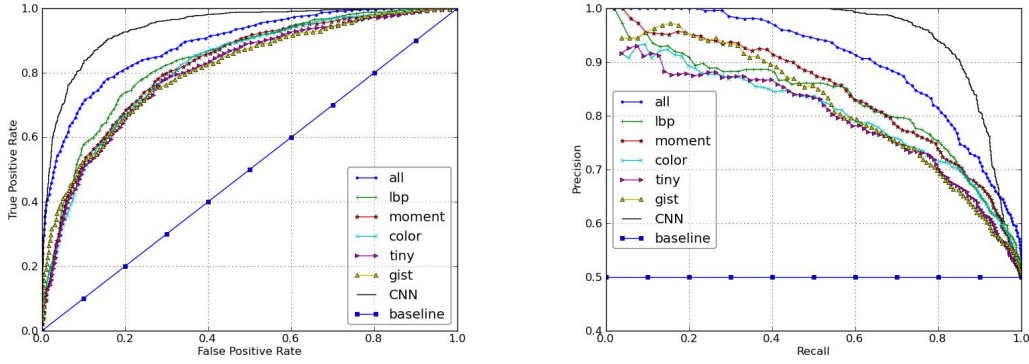 1.0
0.8
0.6
0.4
0.2
0.0
True Positive Rate
0.0 0.2 0.4 0.6 0.8 1.0
False Positive Rate
all
lbp
moment
color
tiny
gist
CNN
baseline
1.0
0.9
0.8
0.7
0.6
0.5
0.4
Precision
0.0 0.2 0.4 0.6 0.8 1.0
Recall
all
lbp
moment
color
tiny
gist
CNN
baseline